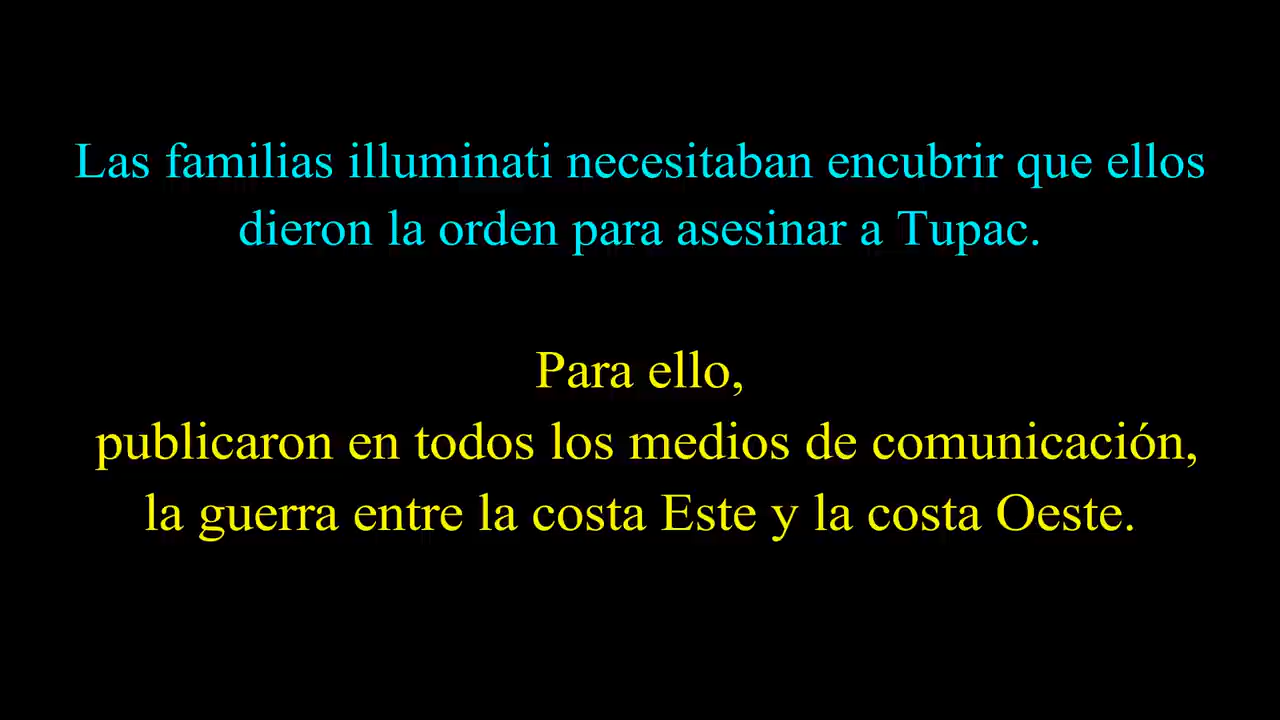 Las familias illuminati necesitaban encubrir que ellos
dieron la orden para asesinar a Tupac.
Para ello,
publicaron en todos los medios de comunicación,
la guerra entre la costa Este y la costa Oeste.